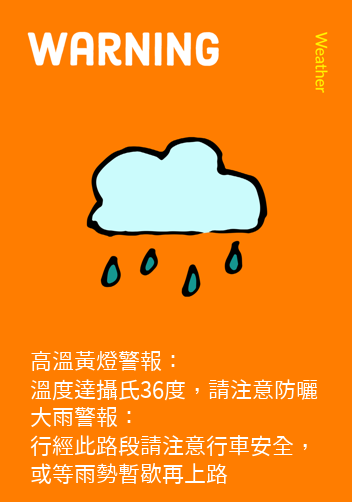 WARNING
Weather
高溫黃燈警報：
溫度達攝氏36度，請注意防曬
大雨警報：
行經此路段請注意行車安全，
或等雨勢暫歇再上路